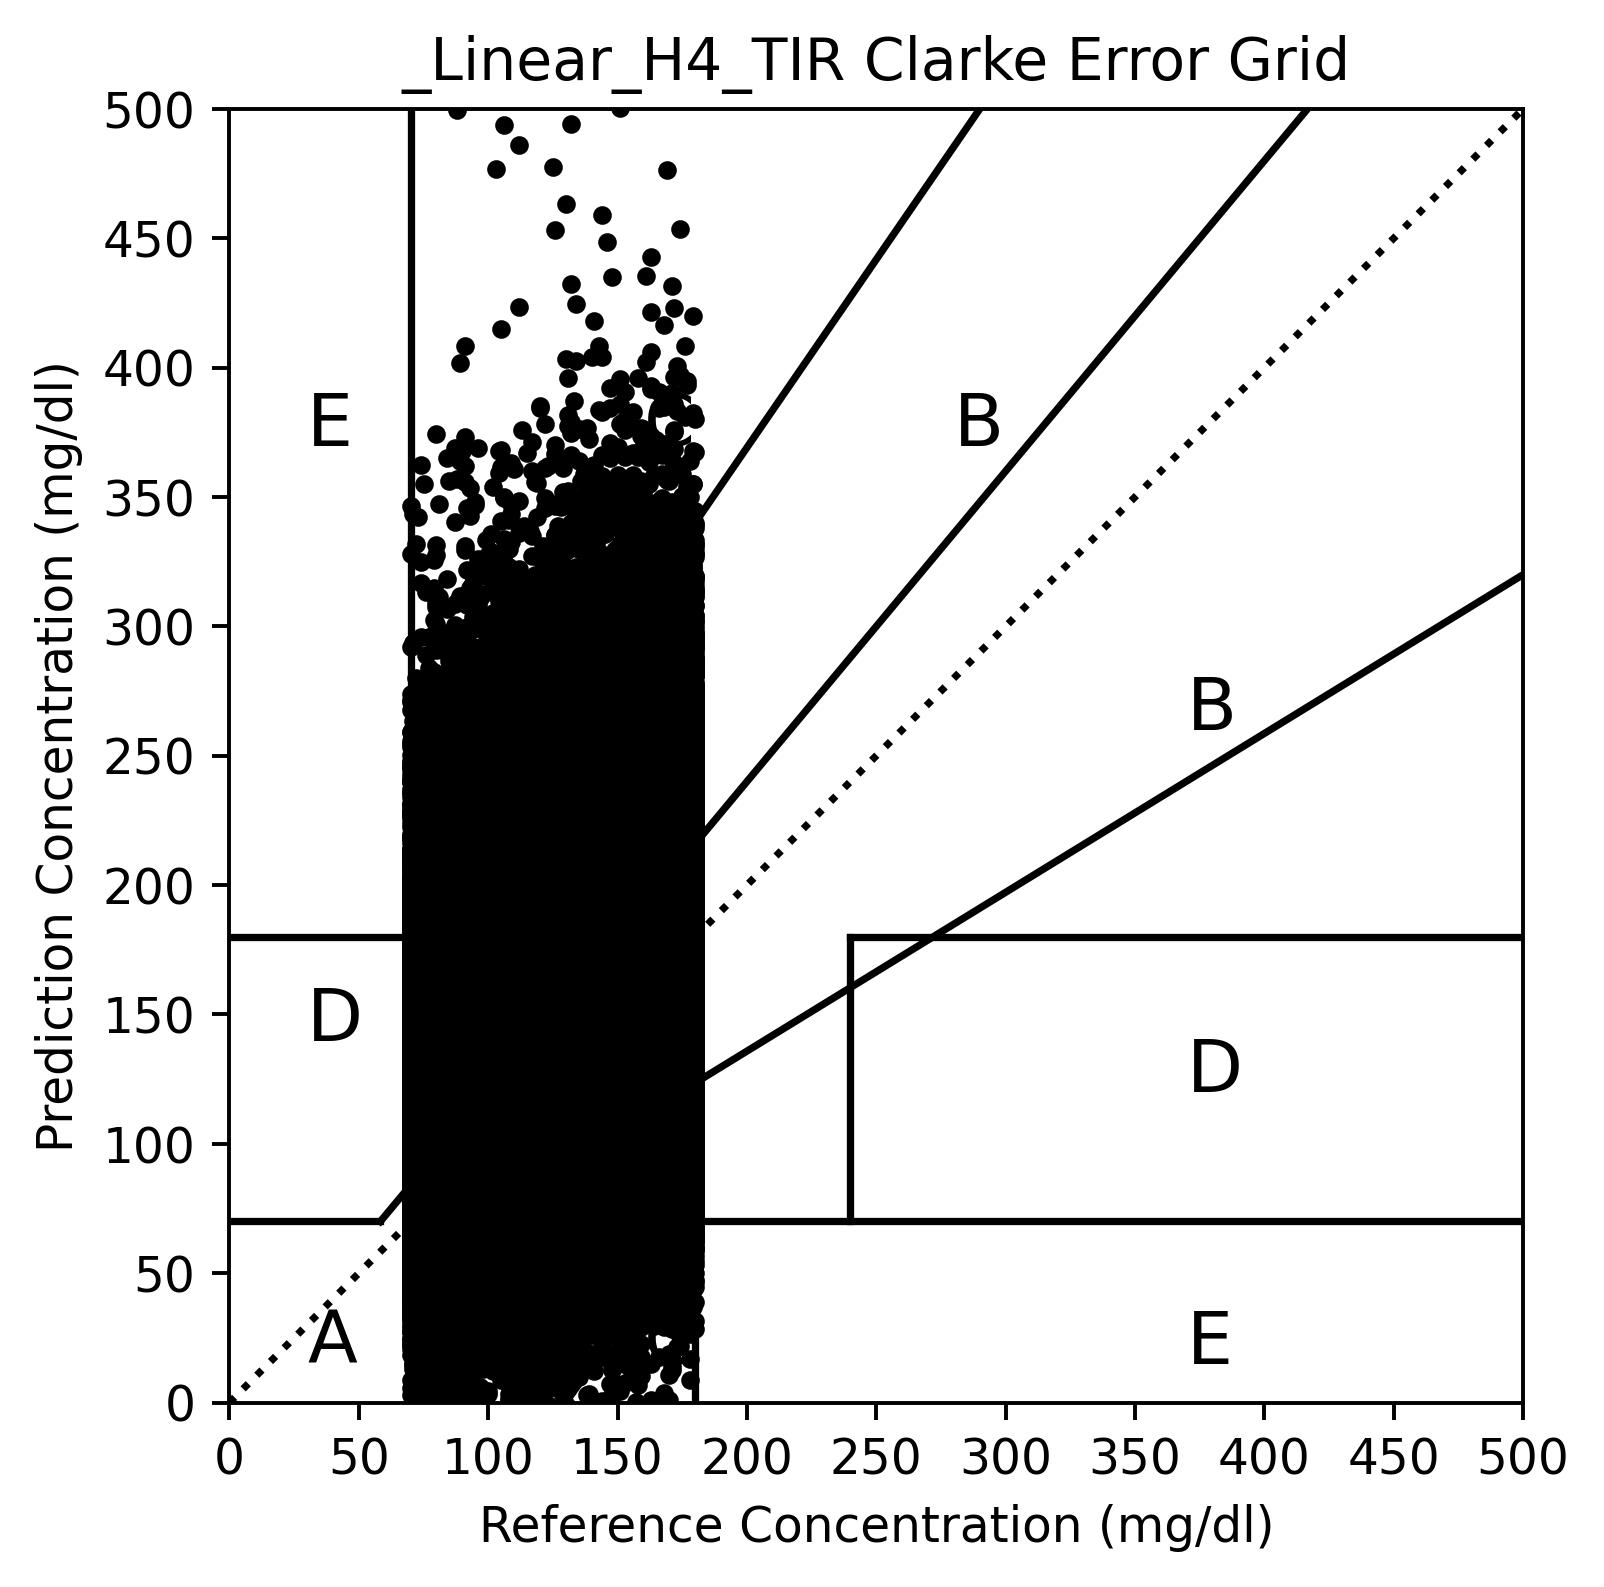 _Linear_H4_TIR Clarke Error Grid
500
450
400
350
300
250
200
150
100
50
0
Prediction Concentration (mg/dl)
E
B
B
D
D
A
E
0 50 100 150 200 250 300 350 400 450 500
Reference Concentration (mg/dl)